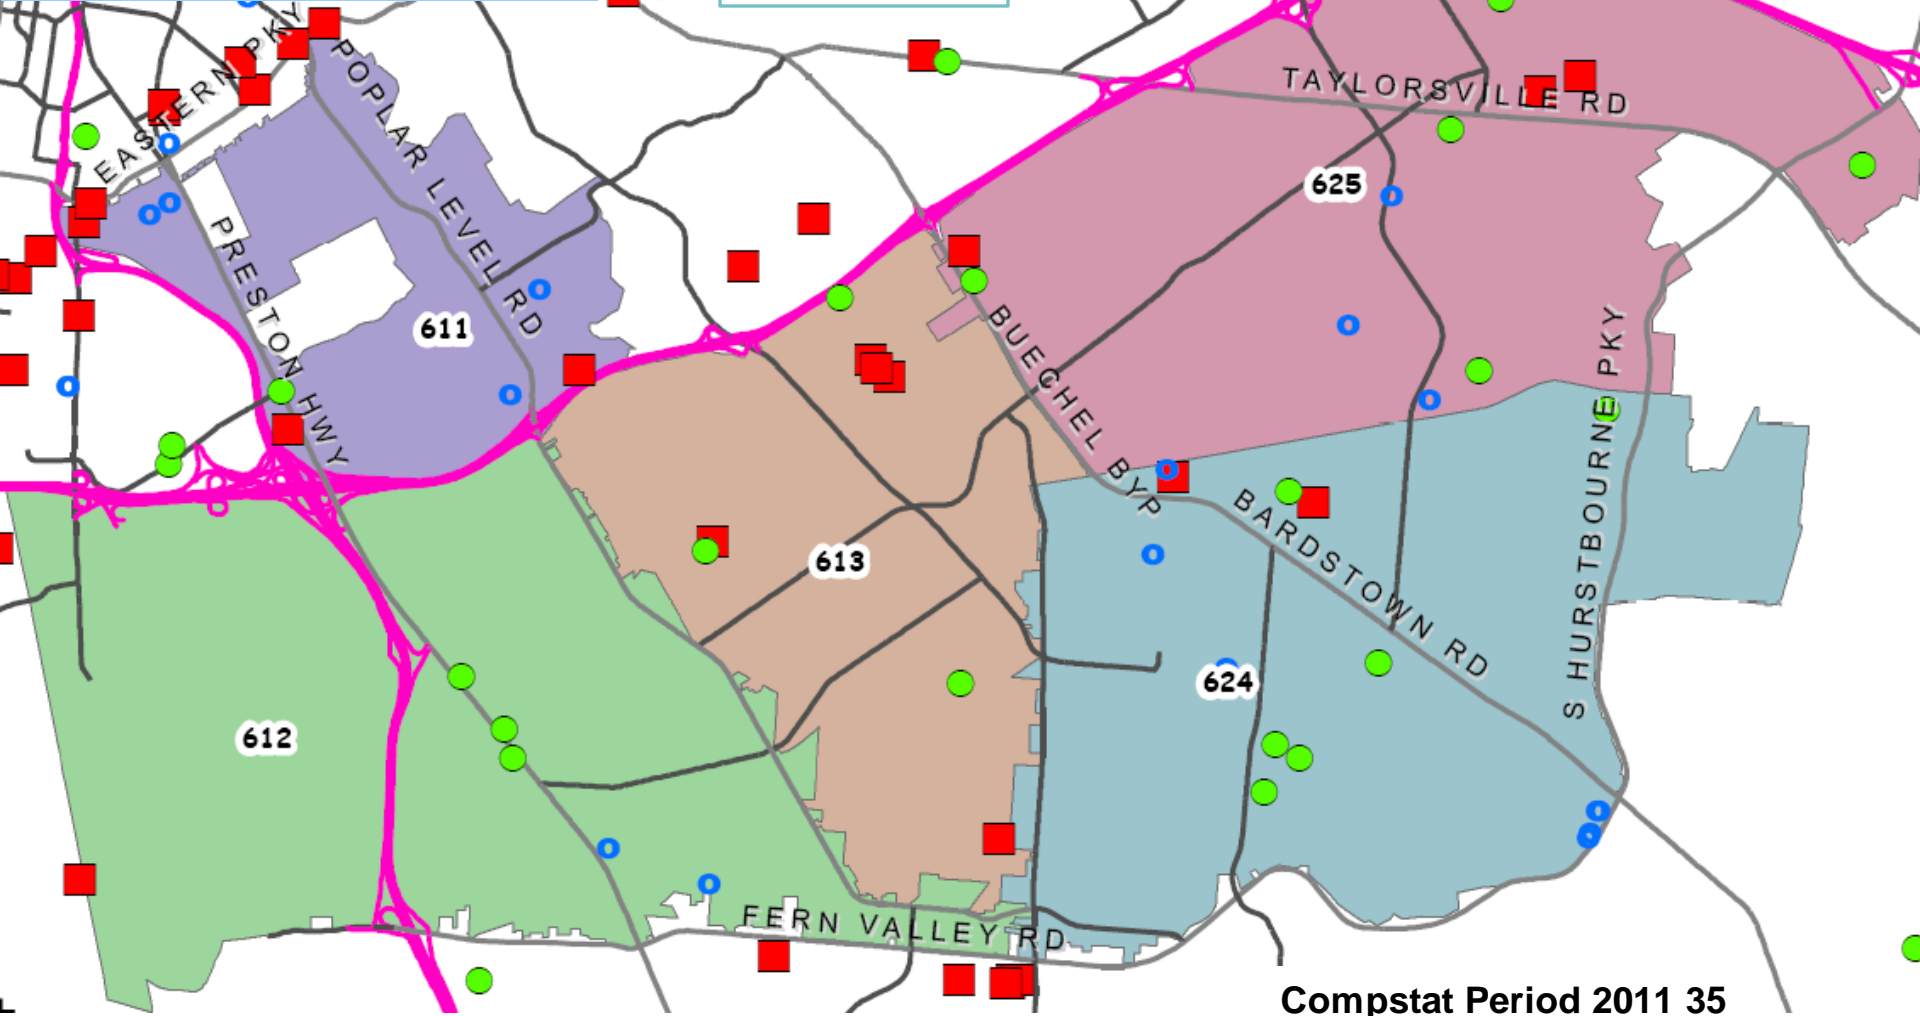 EASTERN PKY
POPLAR LEVEL RD
TAYLORSVILLE RD
625
PRESTON HWY
611
BUECHEL BYP
S HURSTBOURNE PKY
BARDSTOWN RD
613
624
612
FERN VALLEY RD
Compstat Period 2011 35